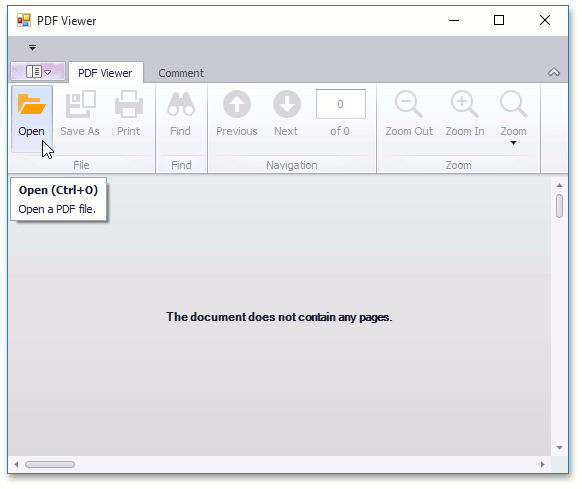 PDF Viewer
PDF Viewer Comment
Open Save As Print Find Previous Next 0 of 0 Zoom Out Zoom In Zoom
File Find Navigation Zoom
Open (Ctrl+O)
Open a PDF file.
The document does not contain any pages.